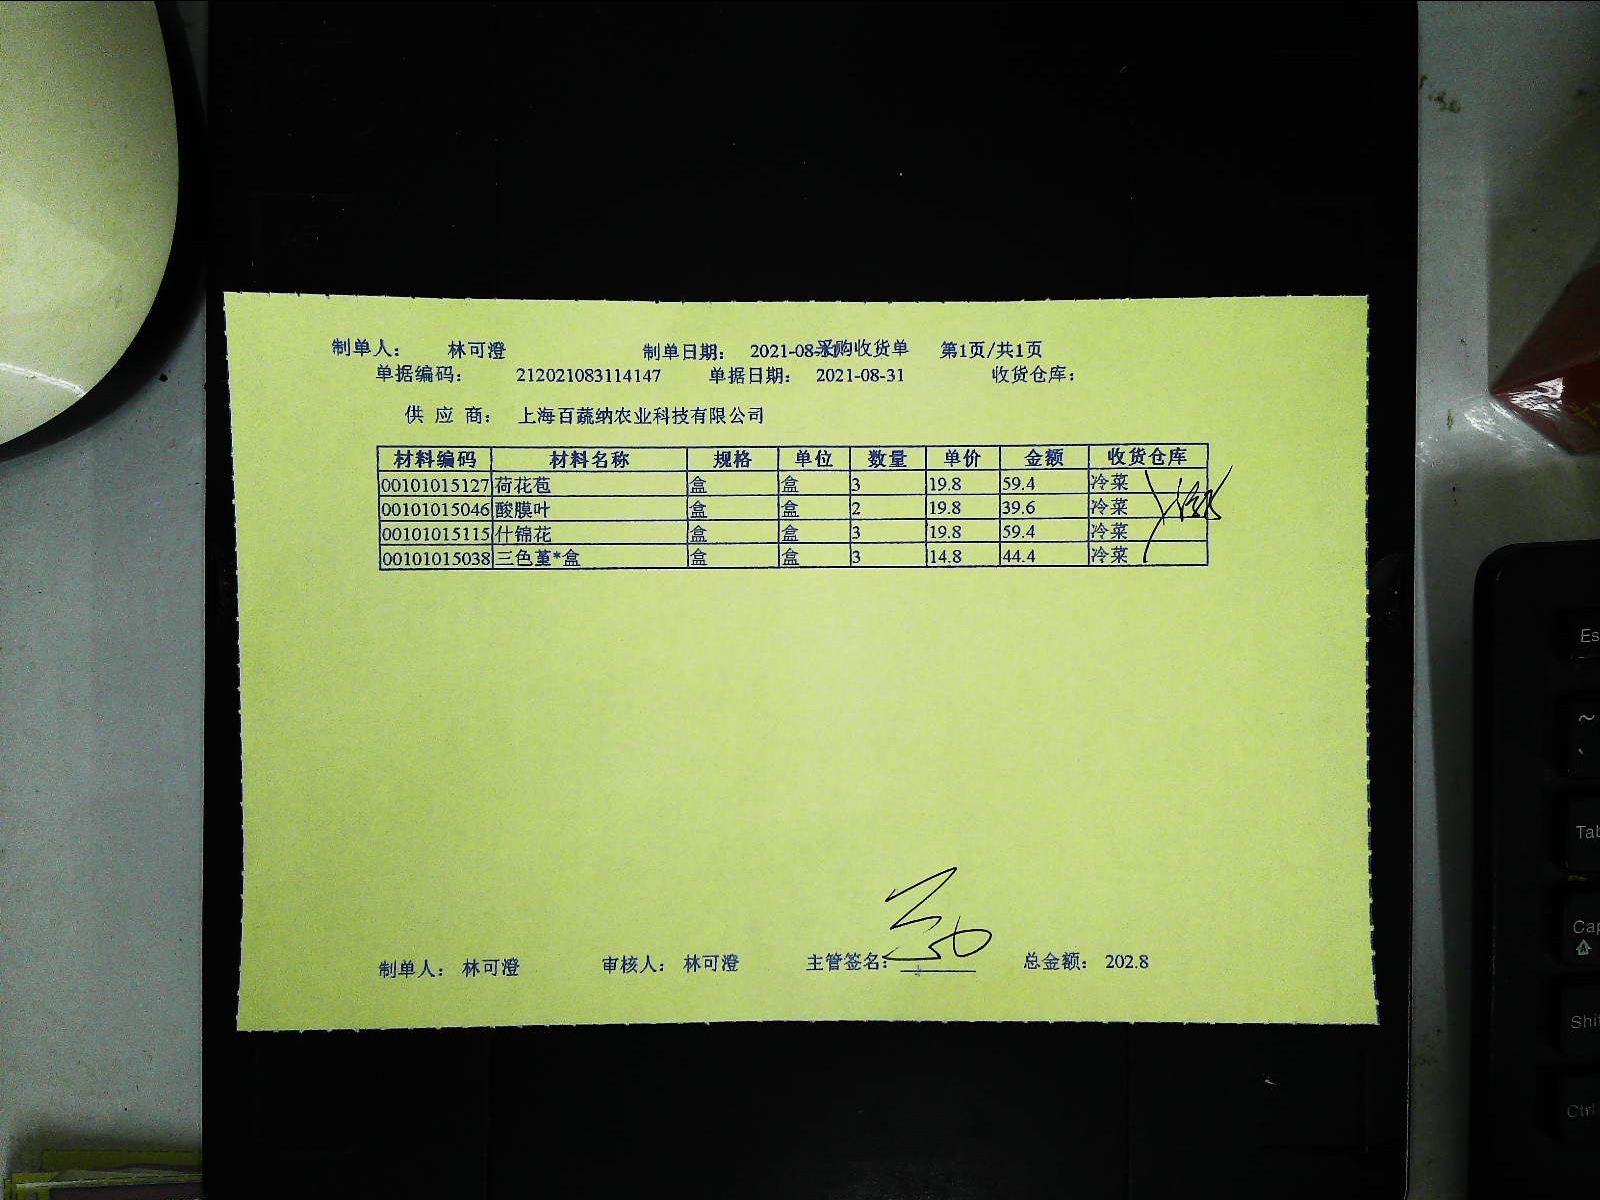 制单人： 林可澄 制单日期： 2021-08-31 采购收货单 第1页/共1页
单据编码： 212021083114147 单据日期： 2021-08-31 收货仓库：
供 应 商： 上海百蔬纳农业科技有限公司
材料编码 材料名称 规格 单位 数量 单价 金额 收货仓库
00101015127 荷花苞 盒 盒 3 19.8 59.4 冷菜
00101015046 酸膜叶 盒 盒 2 19.8 39.6 冷菜
00101015115 什锦花 盒 盒 3 19.8 59.4 冷菜
00101015038 三色堇*盒 盒 盒 3 14.8 44.4 冷菜
制单人： 林可澄 审核人： 林可澄 主管签名： 总金额： 202.8
Es
~
Tab
Cap
Shif
Ctrl